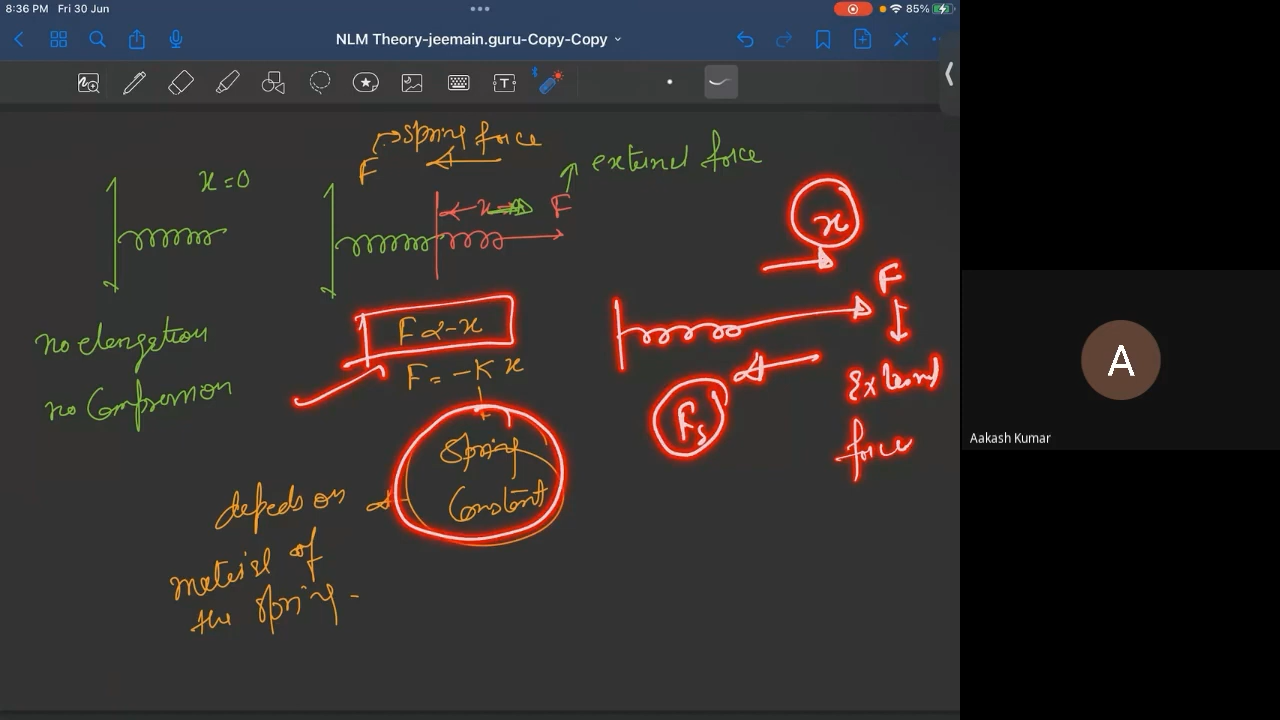 8:36 PM Fri 30 Jun
85%
NLM Theory-jeemain.guru-Copy-Copy
T
x=0
F
spring force
x
F
external force
no elongation
no Compression
F α -x
F = -K x
Spring
Constant
depends on
material of
the spring -
x
F
External
force
Fs
A
Aakash Kumar